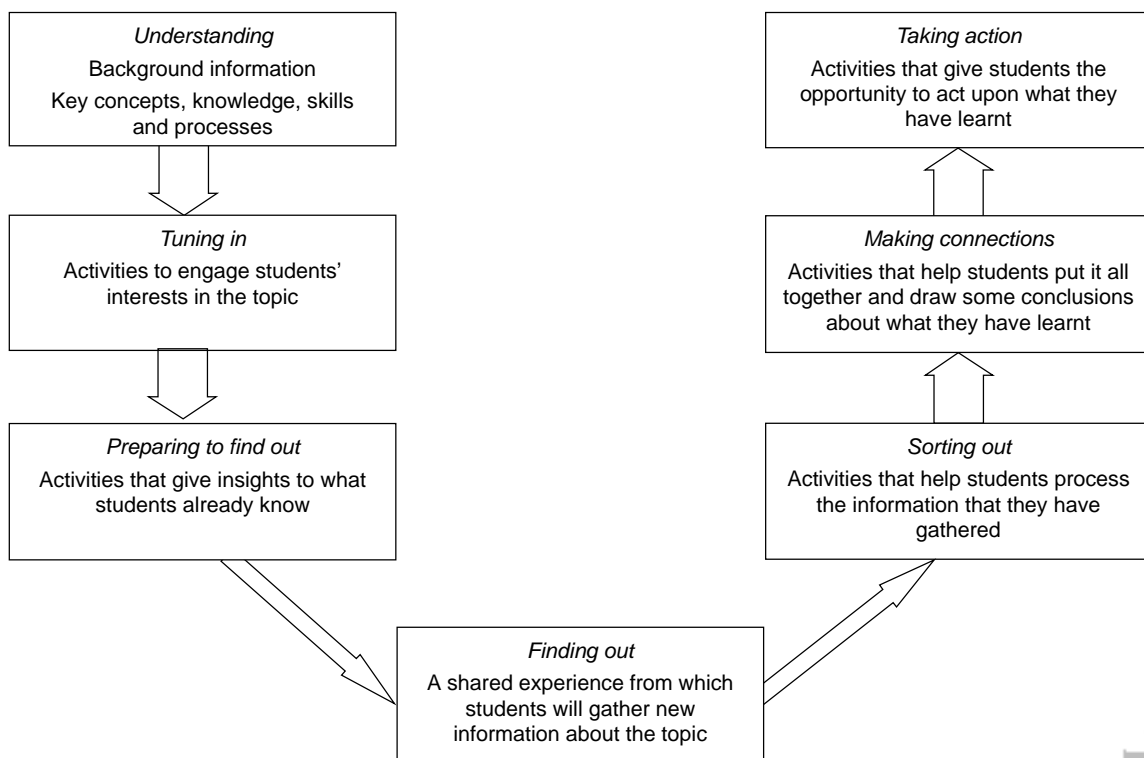 Understanding
Background information
Key concepts, knowledge, skills
and processes
Tuning in
Activities to engage students’
interests in the topic
Preparing to find out
Activities that give insights to what
students already know
Finding out
A shared experience from which
students will gather new
information about the topic
Sorting out
Activities that help students process
the information that they have
gathered
Making connections
Activities that help students put it all
together and draw some conclusions
about what they have learnt
Taking action
Activities that give students the
opportunity to act upon what they
have learnt